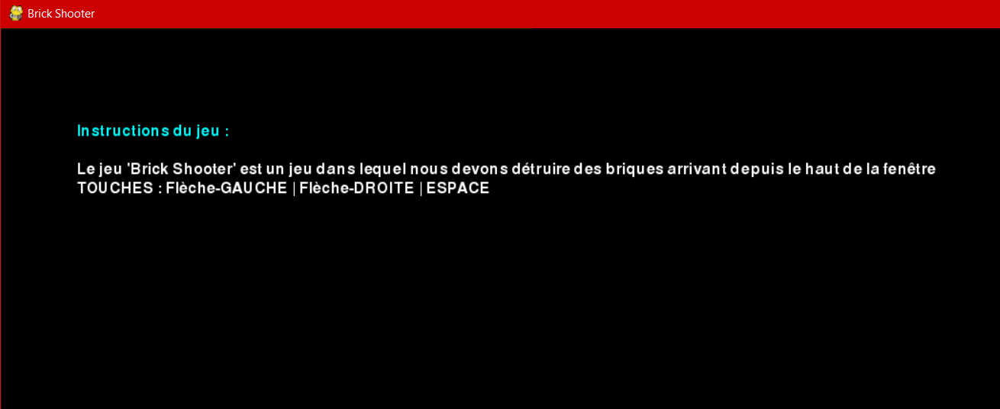 Brick Shooter
Instructions du jeu :
Le jeu 'Brick Shooter' est un jeu dans lequel nous devons détruire des briques arrivant depuis le haut de la fenêtre
TOUCHES : Flèche-GAUCHE | Flèche-DROITE | ESPACE